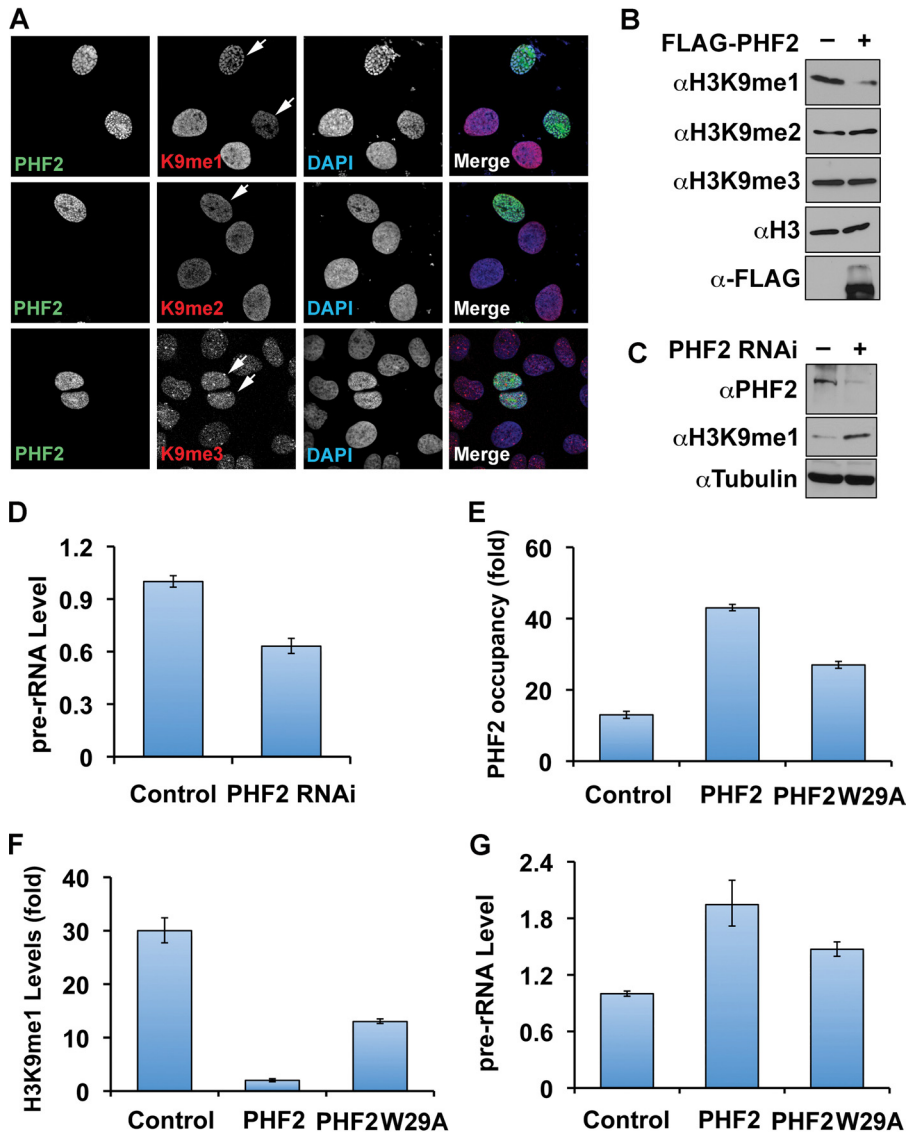 A
PHF2 K9me1 DAPI Merge
PHF2 K9me2 DAPI Merge
PHF2 K9me3 DAPI Merge
B
FLAG-PHF2 – +
αH3K9me1
αH3K9me2
αH3K9me3
αH3
α-FLAG
C
PHF2 RNAi – +
αPHF2
αH3K9me1
αTubulin
D
pre-rRNA Level
1.2
0.9
0.6
0.3
0
Control PHF2 RNAi
E
PHF2 occupancy (fold)
60
40
20
0
Control PHF2 PHF2W29A
F
H3K9me1 Levels (fold)
40
30
20
10
0
Control PHF2 PHF2W29A
G
pre-rRNA Level
2.4
1.8
1.2
0.6
0
Control PHF2 PHF2W29A